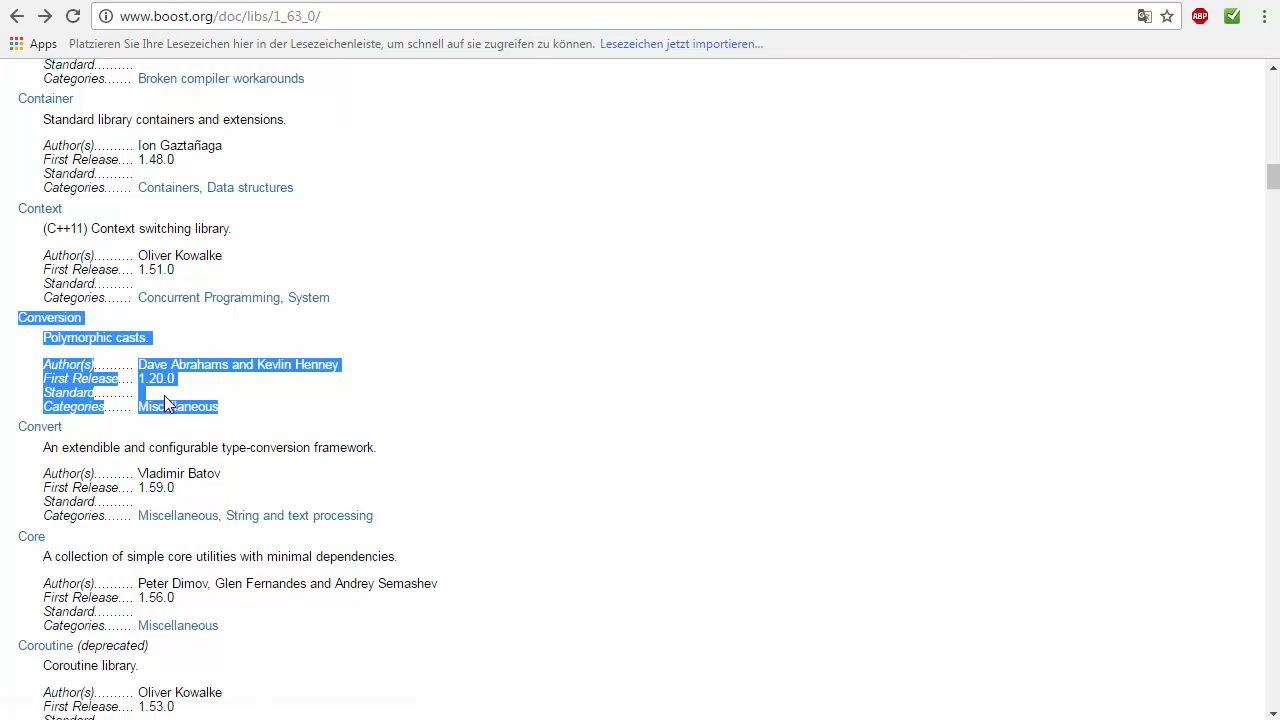 www.boost.org/doc/libs/1_63_0/
ABP
Apps Platzieren Sie Ihre Lesezeichen hier in der Lesezeichenleiste, um schnell auf sie zugreifen zu können. Lesezeichen jetzt importieren...
Standard..........
Categories....... Broken compiler workarounds
Container
Standard library containers and extensions.
Author(s).......... Ion Gaztañaga
First Release.... 1.48.0
Standard..........
Categories....... Containers, Data structures
Context
(C++11) Context switching library.
Author(s).......... Oliver Kowalke
First Release.... 1.51.0
Standard..........
Categories....... Concurrent Programming, System
Conversion
Polymorphic casts.
Author(s).......... Dave Abrahams and Kevlin Henney
First Release.... 1.20.0
Standard..........
Categories....... Miscellaneous
Convert
An extendible and configurable type-conversion framework.
Author(s).......... Vladimir Batov
First Release.... 1.59.0
Standard..........
Categories....... Miscellaneous, String and text processing
Core
A collection of simple core utilities with minimal dependencies.
Author(s).......... Peter Dimov, Glen Fernandes and Andrey Semashev
First Release.... 1.56.0
Standard..........
Categories....... Miscellaneous
Coroutine (deprecated)
Coroutine library.
Author(s).......... Oliver Kowalke
First Release.... 1.53.0
Standard..........